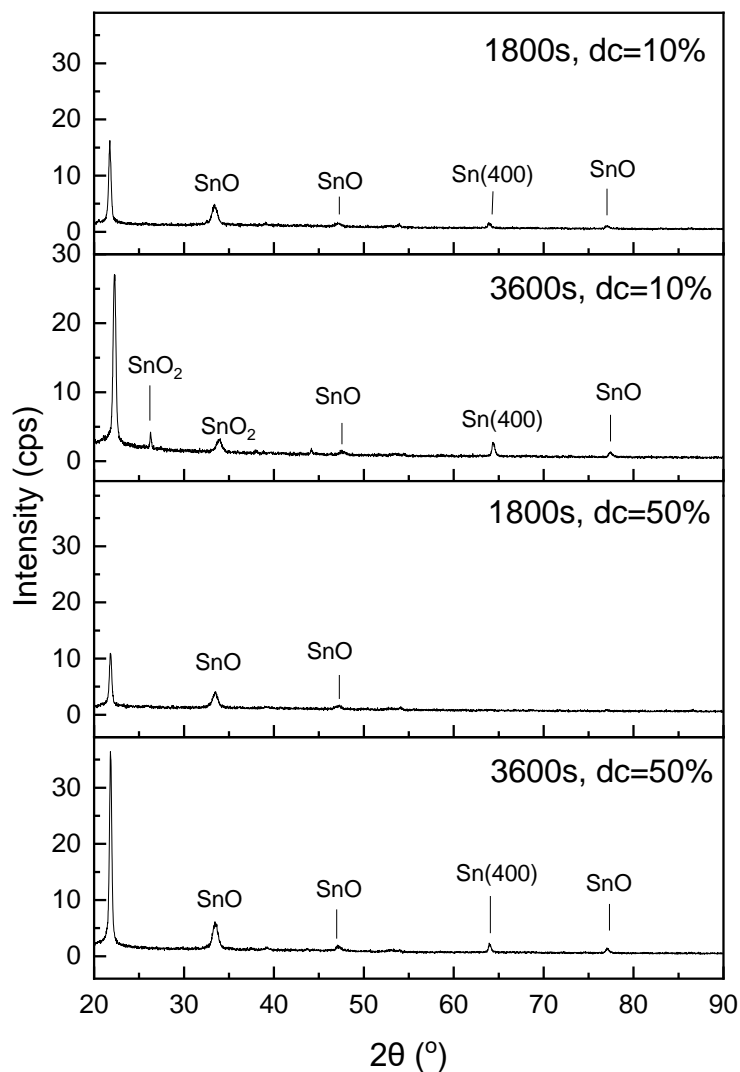 1800s, dc=10%
30
20
10
0
SnO
SnO
Sn(400)
SnO
3600s, dc=10%
30
20
10
0
SnO₂
SnO₂
SnO
Sn(400)
SnO
1800s, dc=50%
30
20
10
0
SnO
SnO
3600s, dc=50%
30
20
10
0
SnO
SnO
Sn(400)
SnO
20 30 40 50 60 70 80 90
2θ (º)
Intensity (cps)